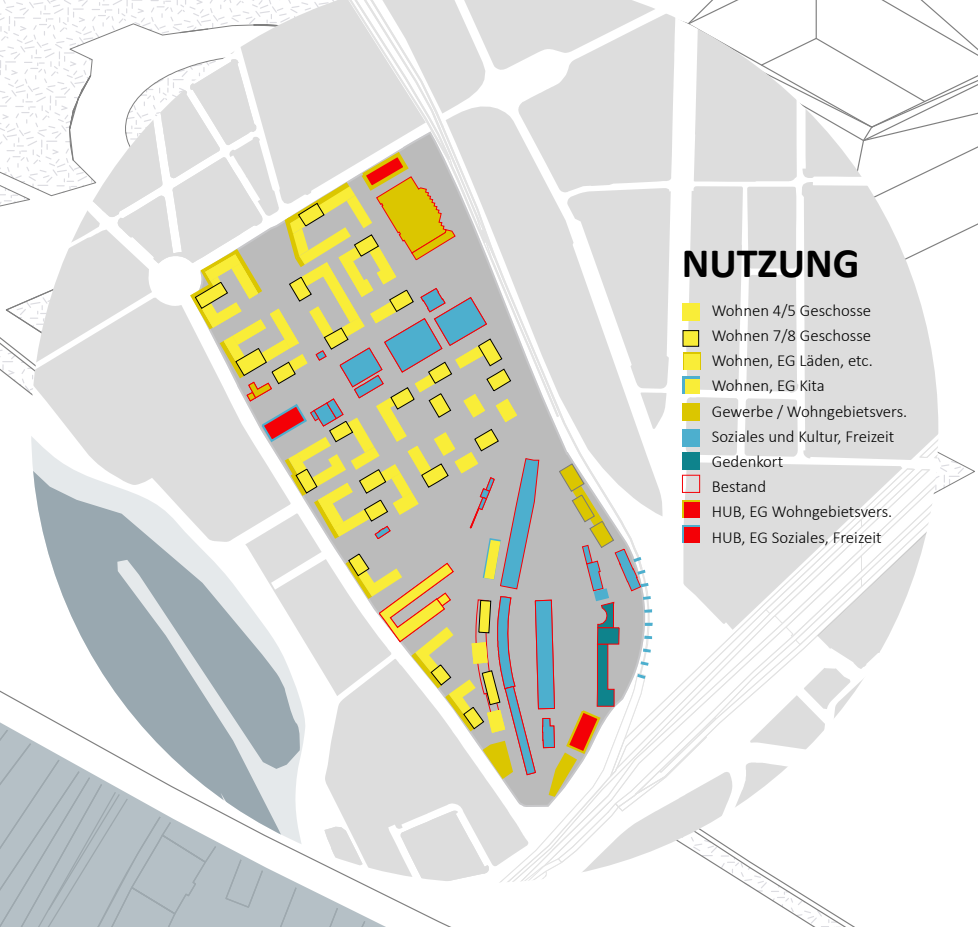 NUTZUNG
Wohnen 4/5 Geschosse
Wohnen 7/8 Geschosse
Wohnen, EG Läden, etc.
Wohnen, EG Kita
Gewerbe / Wohngebietsvers.
Soziales und Kultur, Freizeit
Gedenkort
Bestand
HUB, EG Wohngebietsvers.
HUB, EG Soziales, Freizeit